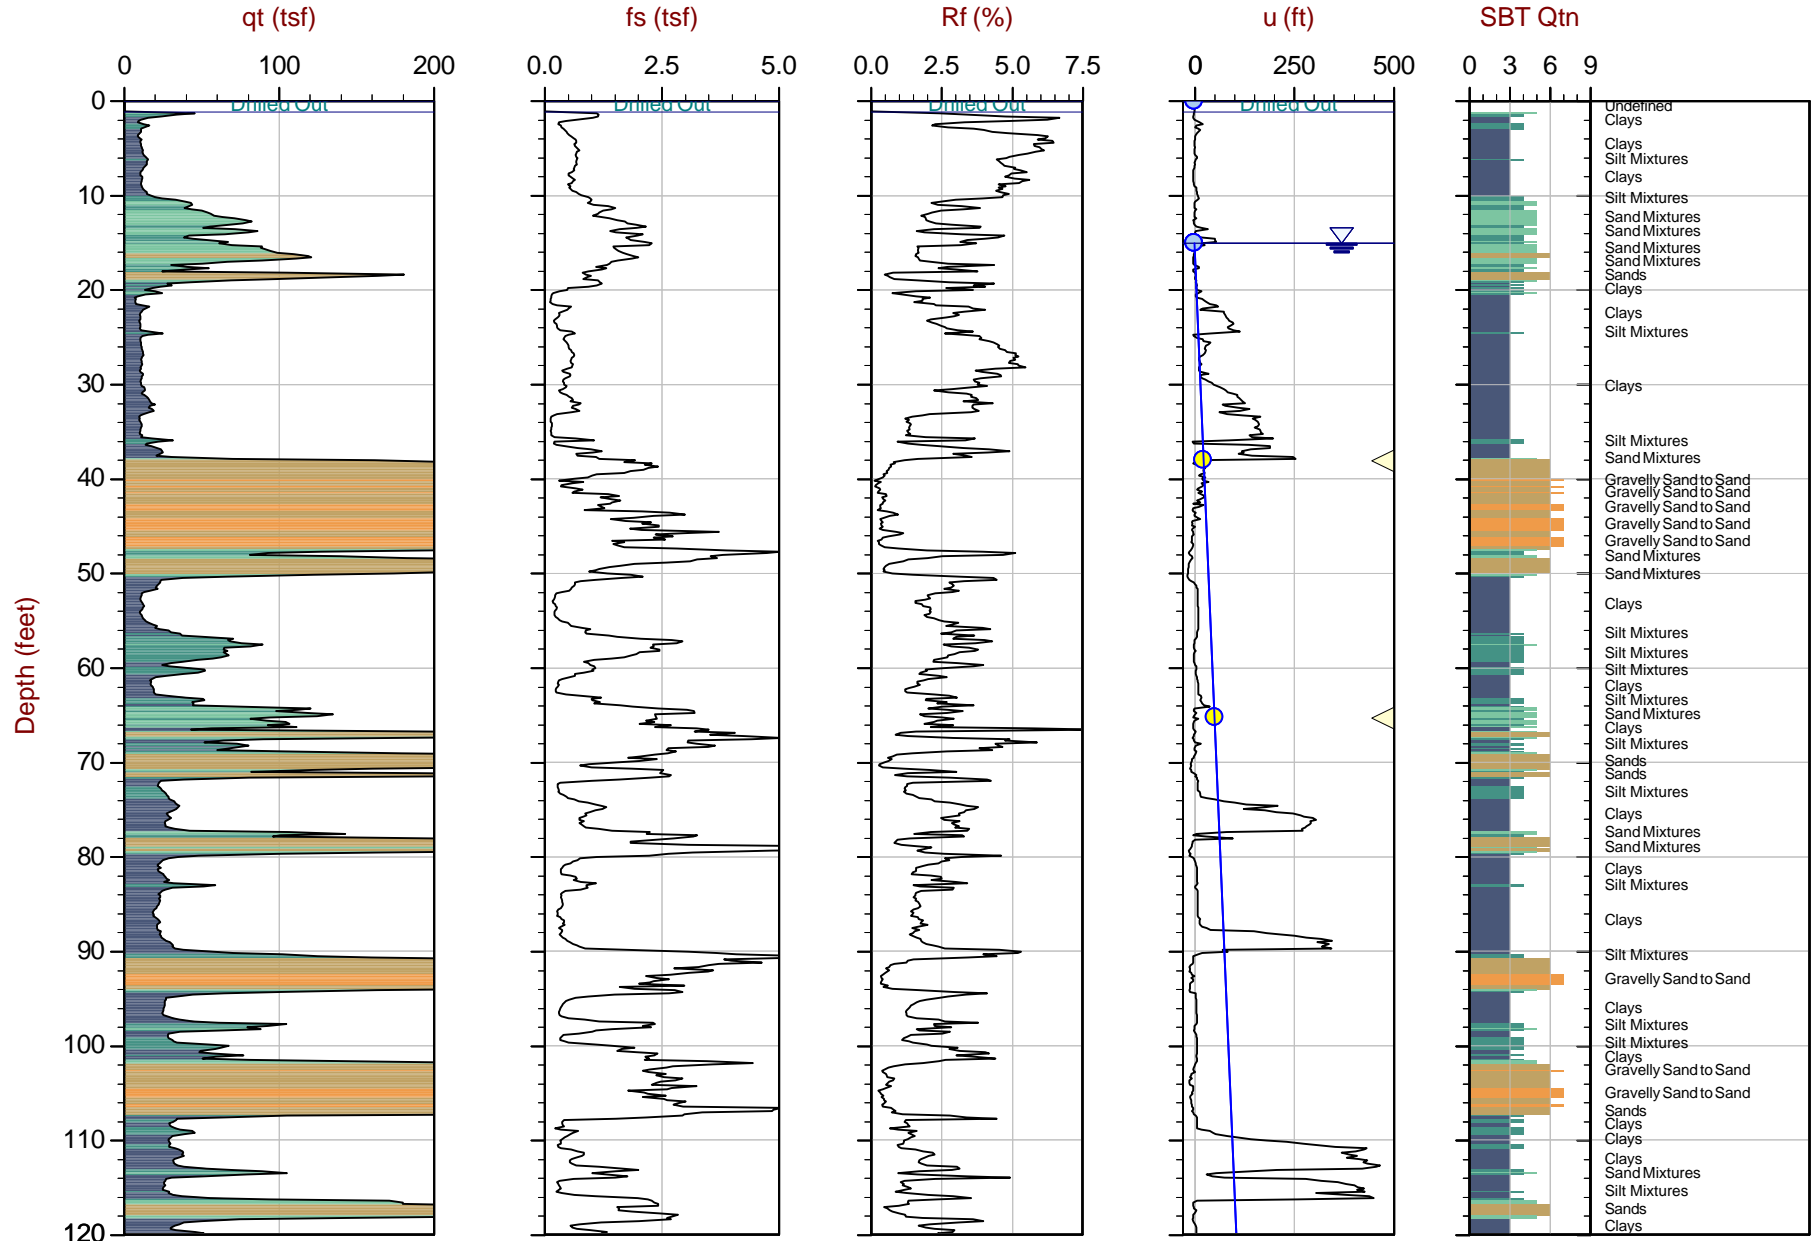 qt (tsf) fs (tsf) Rf (%) u (ft) SBT Qtn
0 100 200 0.0 2.5 5.0 0.0 2.5 5.0 7.5 0 250 500 0 3 6 9
Depth (feet)
0
10
20
30
40
50
60
70
80
90
100
110
120
Drilled Out Drilled Out Drilled Out Drilled Out
Undefined
Clays
Clays
Silt Mixtures
Clays
Silt Mixtures
Sand Mixtures
Sand Mixtures
Sand Mixtures
Sand Mixtures
Sands
Clays
Clays
Silt Mixtures
Clays
Silt Mixtures
Sand Mixtures
Gravelly Sand to Sand
Gravelly Sand to Sand
Gravelly Sand to Sand
Gravelly Sand to Sand
Gravelly Sand to Sand
Sand Mixtures
Sand Mixtures
Clays
Silt Mixtures
Silt Mixtures
Silt Mixtures
Clays
Silt Mixtures
Sand Mixtures
Clays
Silt Mixtures
Sands
Sands
Silt Mixtures
Clays
Sand Mixtures
Sand Mixtures
Clays
Silt Mixtures
Clays
Silt Mixtures
Gravelly Sand to Sand
Clays
Silt Mixtures
Silt Mixtures
Clays
Gravelly Sand to Sand
Gravelly Sand to Sand
Sands
Clays
Clays
Clays
Sand Mixtures
Silt Mixtures
Sands
Clays